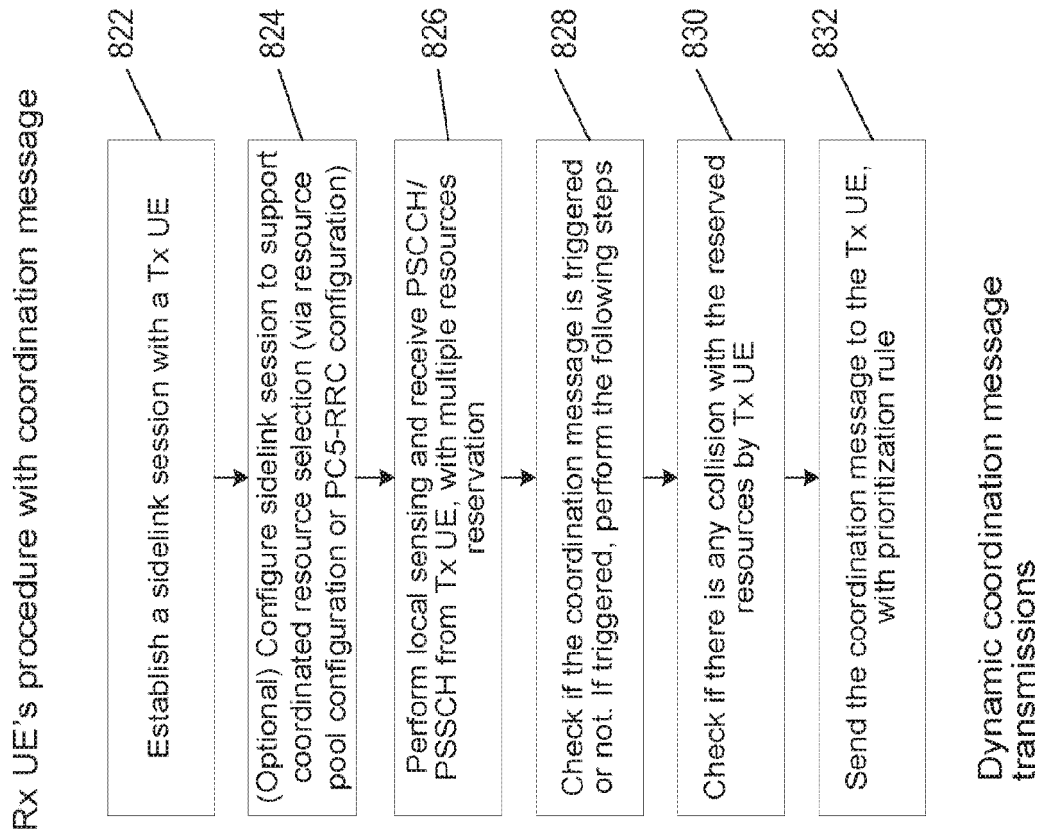 Rx UE's procedure with coordination message
Establish a sidelink session with a Tx UE
822
(Optional) Configure sidelink session to support
coordinated resource selection (via resource
pool configuration or PC5-RRC configuration)
824
Perform local sensing and receive PSCCH/
PSSCH from Tx UE, with multiple resources
reservation
826
Check if the coordination message is triggered
or not. If triggered, perform the following steps
828
Check if there is any collision with the reserved
resources by Tx UE
830
Send the coordination message to the Tx UE,
with prioritization rule
832
Dynamic coordination message
transmissions